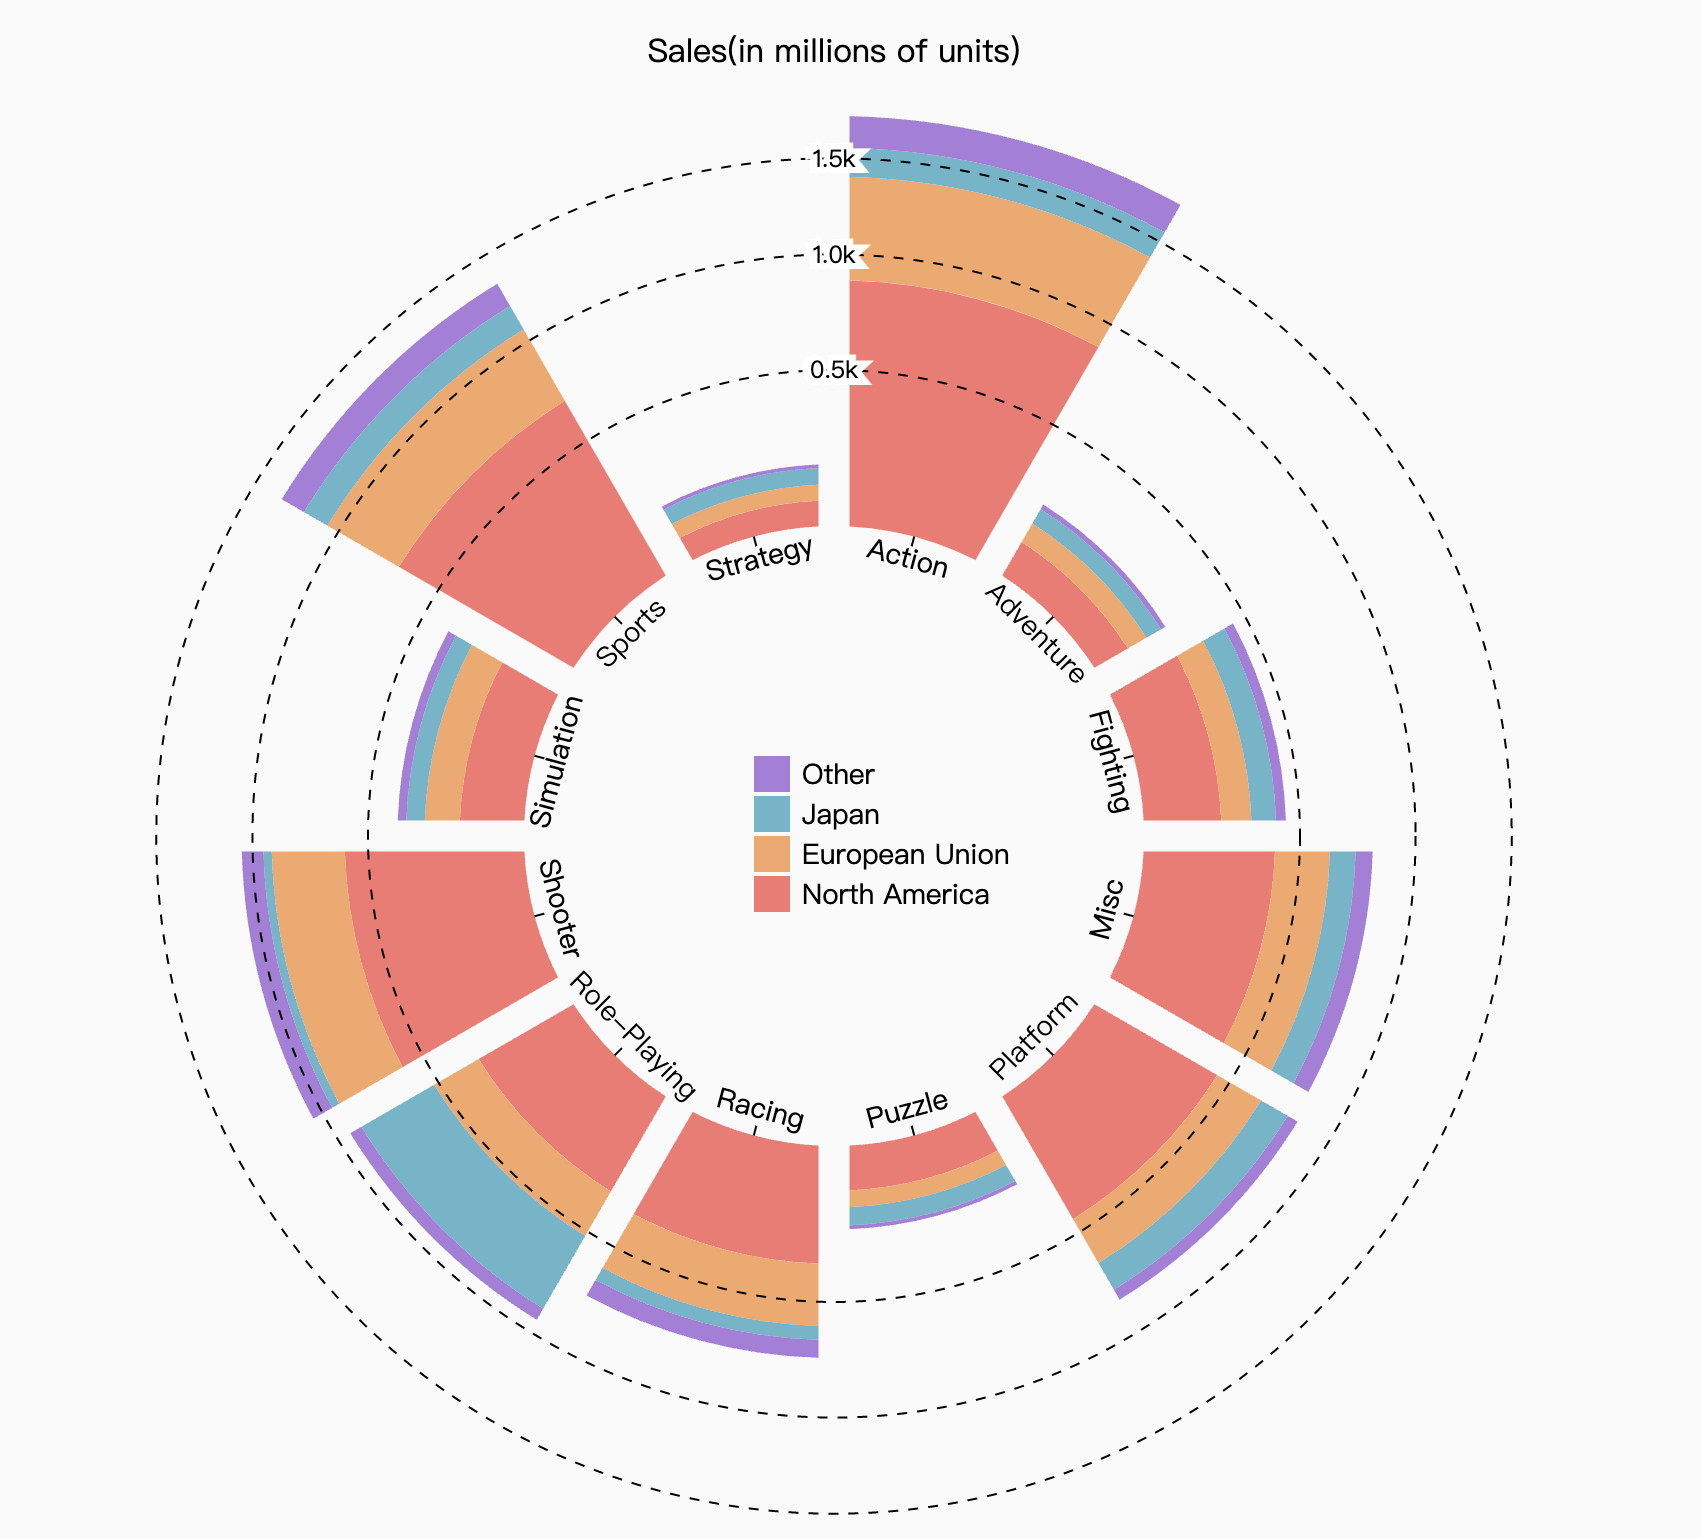 Sales(in millions of units)
1.5k
1.0k
0.5k
Action
Adventure
Fighting
Misc
Platform
Puzzle
Racing
Role–Playing
Shooter
Simulation
Sports
Strategy
Other
Japan
European Union
North America